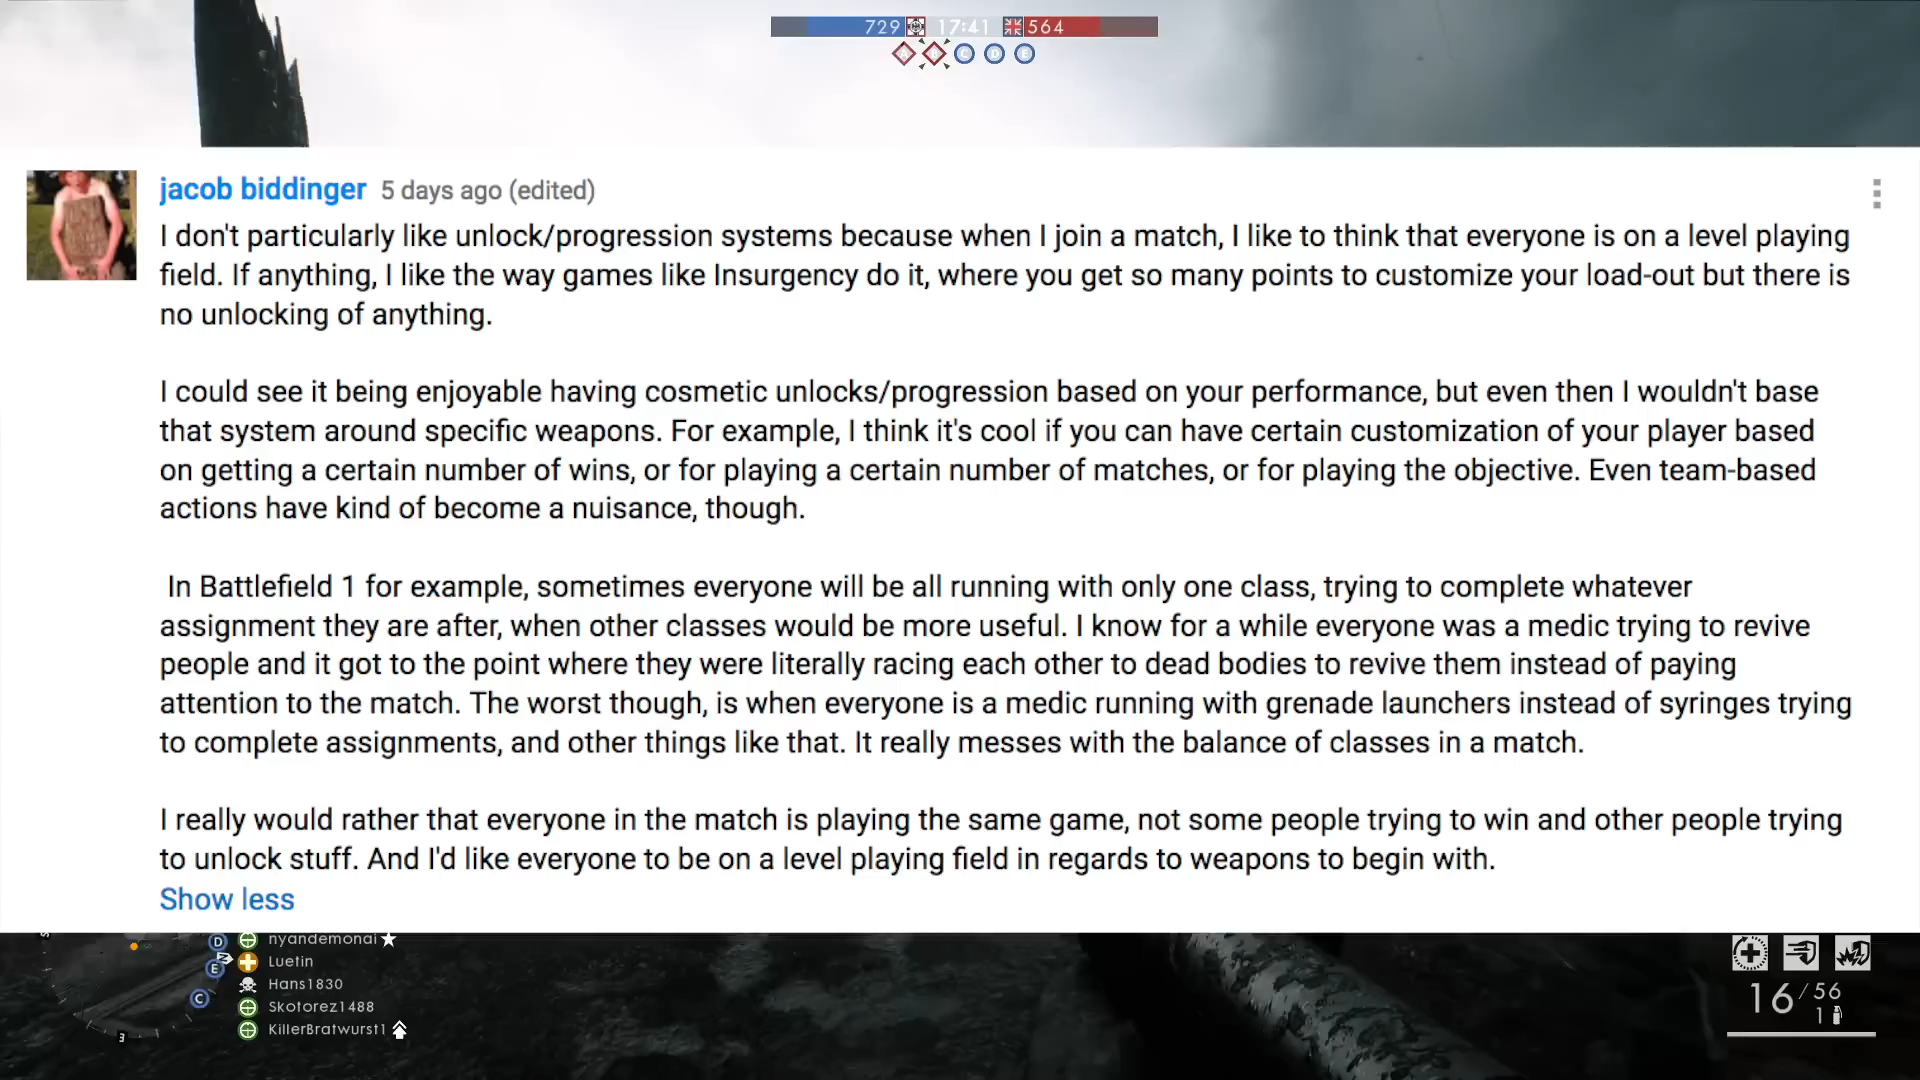 729 17:41 564
C D E
jacob biddinger 5 days ago (edited)
I don't particularly like unlock/progression systems because when I join a match, I like to think that everyone is on a level playing
field. If anything, I like the way games like Insurgency do it, where you get so many points to customize your load-out but there is
no unlocking of anything.
I could see it being enjoyable having cosmetic unlocks/progression based on your performance, but even then I wouldn't base
that system around specific weapons. For example, I think it's cool if you can have certain customization of your player based
on getting a certain number of wins, or for playing a certain number of matches, or for playing the objective. Even team-based
actions have kind of become a nuisance, though.
In Battlefield 1 for example, sometimes everyone will be all running with only one class, trying to complete whatever
assignment they are after, when other classes would be more useful. I know for a while everyone was a medic trying to revive
people and it got to the point where they were literally racing each other to dead bodies to revive them instead of paying
attention to the match. The worst though, is when everyone is a medic running with grenade launchers instead of syringes trying
to complete assignments, and other things like that. It really messes with the balance of classes in a match.
I really would rather that everyone in the match is playing the same game, not some people trying to win and other people trying
to unlock stuff. And I'd like everyone to be on a level playing field in regards to weapons to begin with.
Show less
D nyandemonai
E Luetin
Hans1830
C Skotorez1488
KillerBratwurst1
E
16/56
1